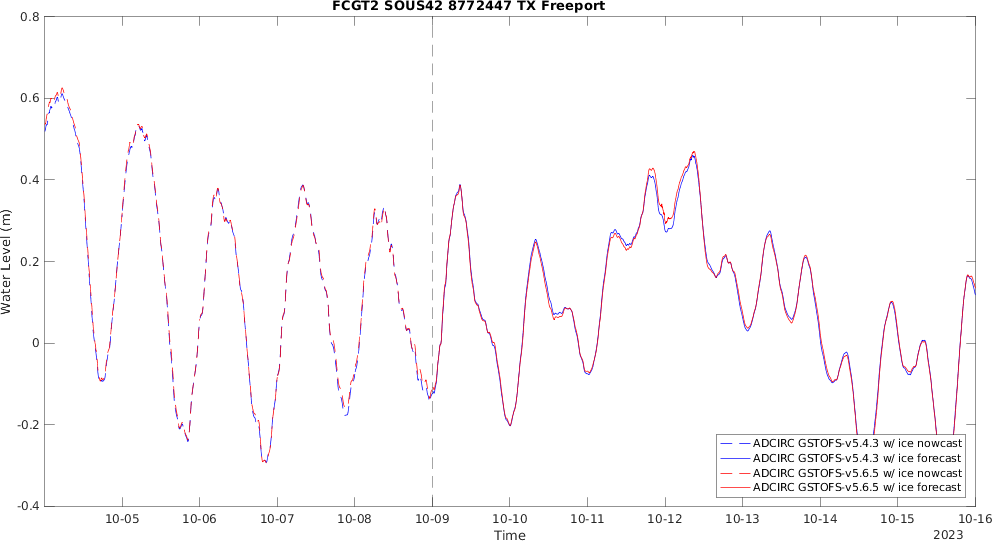 FCGT2 SOUS42 8772447 TX Freeport
0.8
0.6
0.4
0.2
0
-0.2
-0.4
Water Level (m)
ADCIRC GSTOFS-v5.4.3 w/ ice nowcast
ADCIRC GSTOFS-v5.4.3 w/ ice forecast
ADCIRC GSTOFS-v5.6.5 w/ ice nowcast
ADCIRC GSTOFS-v5.6.5 w/ ice forecast
10-05 10-06 10-07 10-08 10-09 10-10 10-11 10-12 10-13 10-14 10-15 10-16
Time
2023